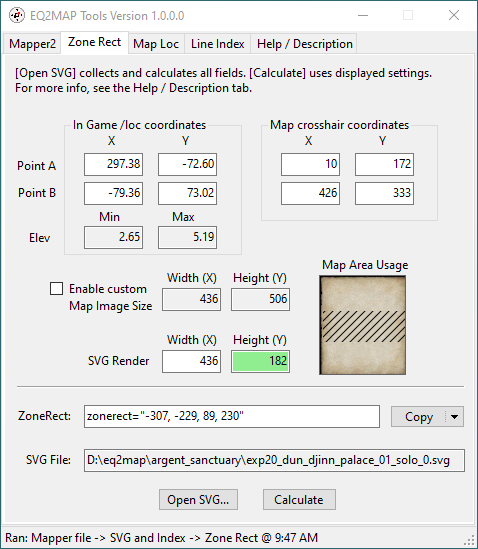 EQ2MAP Tools Version 1.0.0.0
Mapper2 Zone Rect Map Loc Line Index Help / Description
[Open SVG] collects and calculates all fields. [Calculate] uses displayed settings.
For more info, see the Help / Description tab.
In Game /loc coordinates Map crosshair coordinates
X Y X Y
Point A 297.38 -72.60 10 172
Point B -79.36 73.02 426 333
Min Max
Elev 2.65 5.19
Map Area Usage
Width (X) Height (Y)
Enable custom
Map Image Size 436 506
Width (X) Height (Y)
SVG Render 436 182
ZoneRect: zonerect="-307, -229, 89, 230" Copy
SVG File: D:\eq2map\argent_sanctuary\exp20_dun_djinn_palace_01_solo_0.svg
Open SVG... Calculate
Ran: Mapper file -> SVG and Index -> Zone Rect @ 9:47 AM